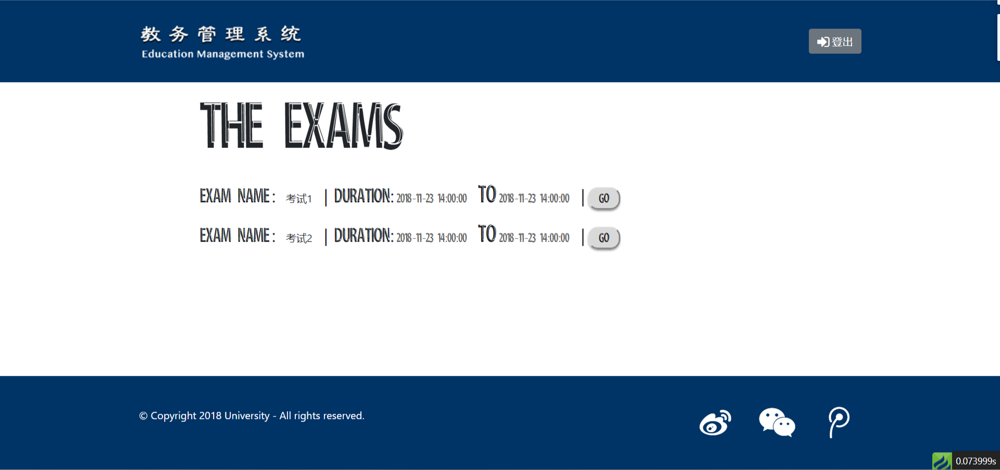 教务管理系统
Education Management System
登出
THE EXAMS
EXAM NAME: 考试1 | DURATION: 2018-11-23 14:00:00 TO 2018-11-23 14:00:00 | GO
EXAM NAME: 考试2 | DURATION: 2018-11-23 14:00:00 TO 2018-11-23 14:00:00 | GO
© Copyright 2018 University - All rights reserved.
0.073999s